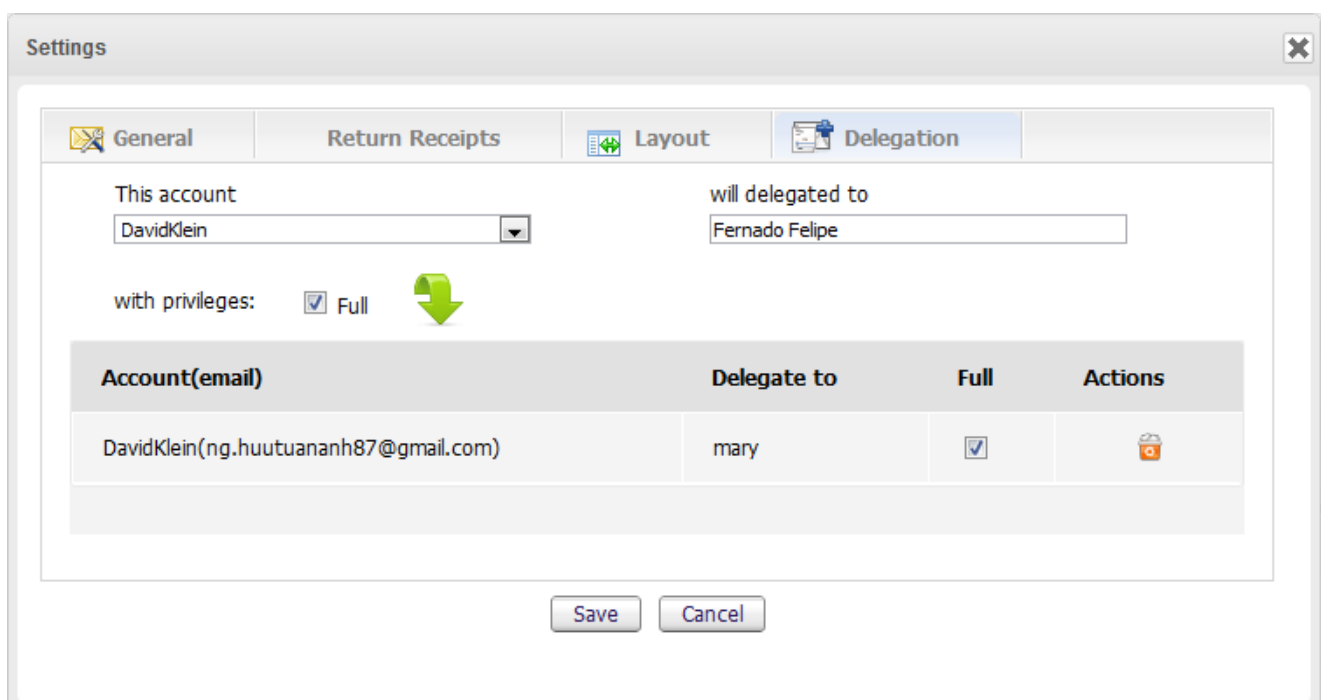 Settings
General Return Receipts Layout Delegation
This account will delegated to
DavidKlein Fernado Felipe
with privileges: Full
Account(email) Delegate to Full Actions
DavidKlein(ng.huutuananh87@gmail.com) mary
Save Cancel